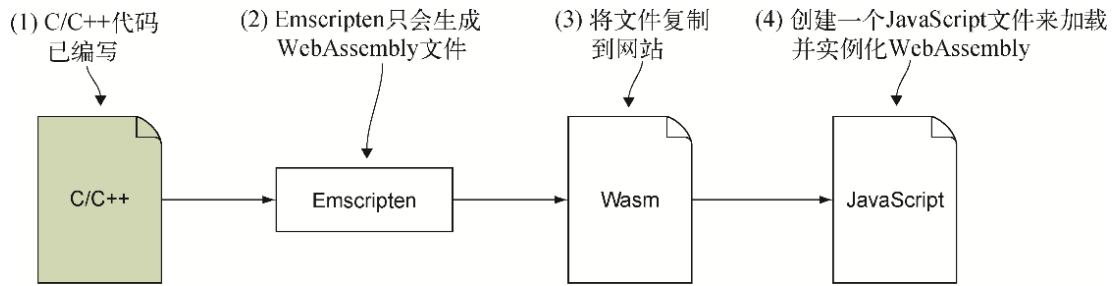 (1) C/C++代码
已编写
(2) Emscripten只会生成
WebAssembly文件
(3) 将文件复制
到网站
(4) 创建一个JavaScript文件来加载
并实例化WebAssembly
C/C++
Emscripten
Wasm
JavaScript